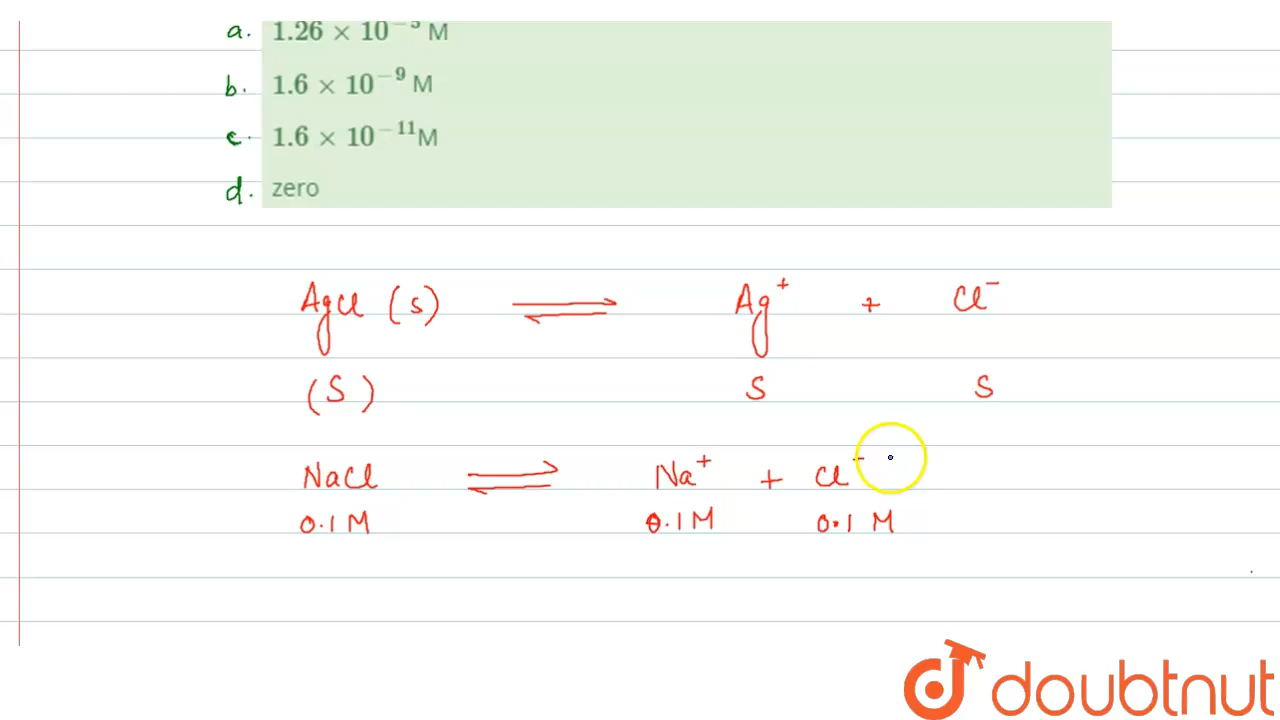 a. 1.26 × 10⁻⁵ M
b. 1.6 × 10⁻⁹ M
c. 1.6 × 10⁻¹¹M
d. zero
AgCl (s) ⇌ Ag⁺ + Cl⁻
(S) S S
NaCl ⇌ Na⁺ + Cl⁻
0.1 M 0.1 M 0.1 M
doubtnut